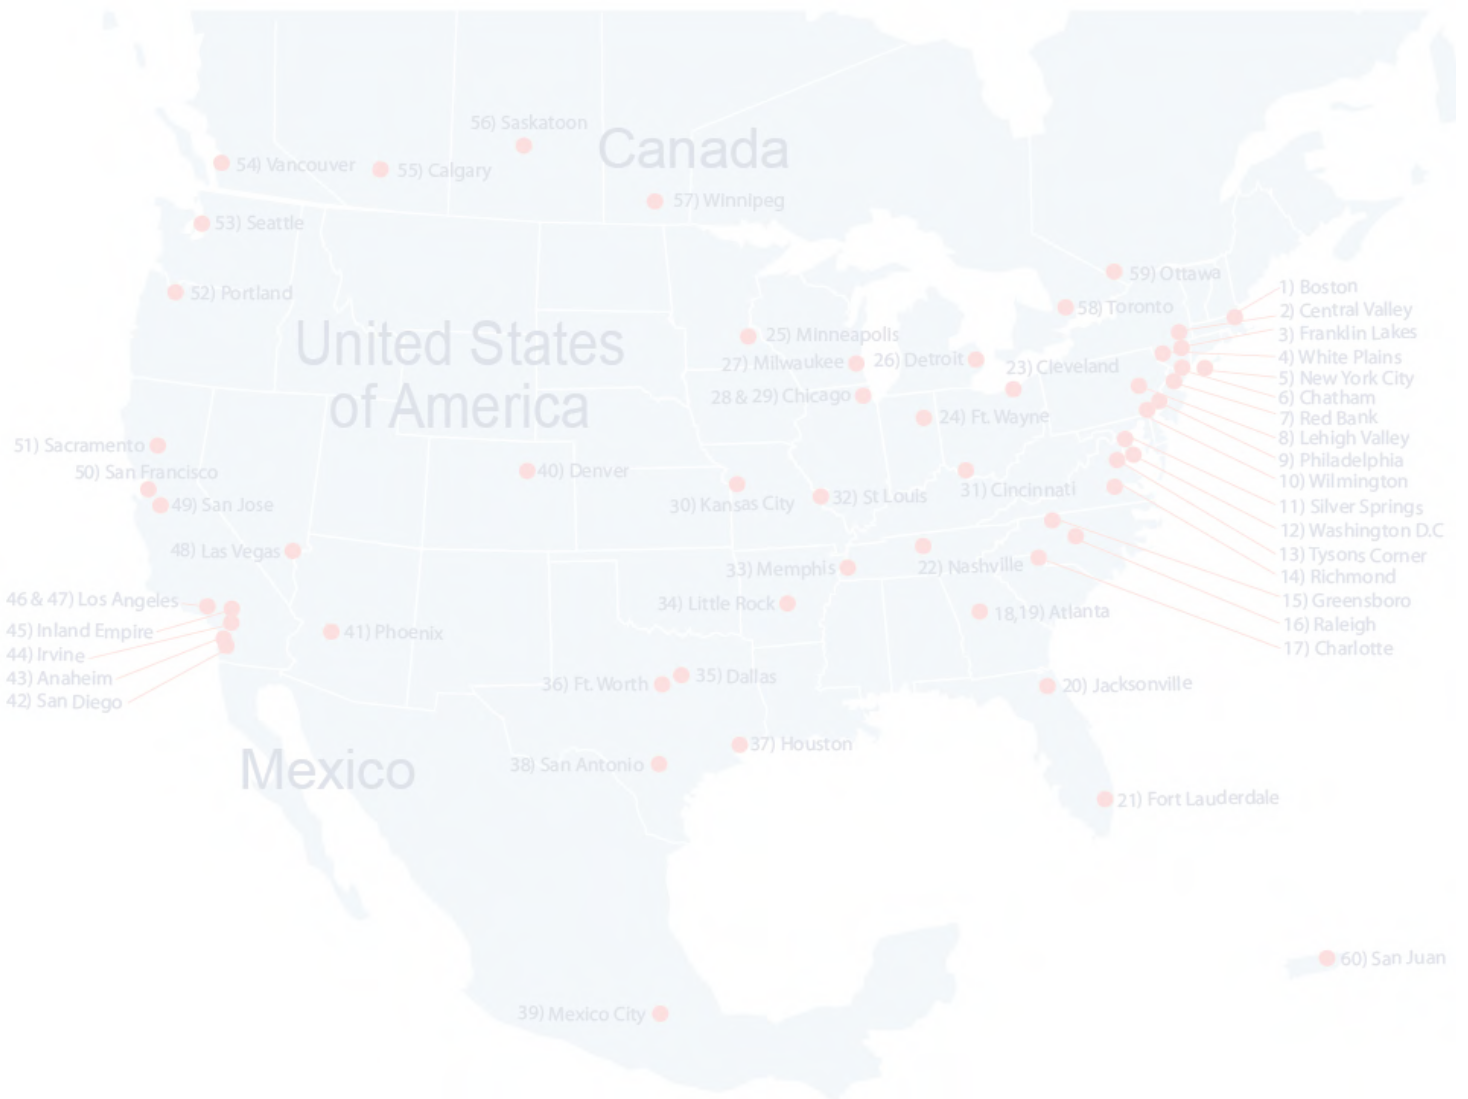 56) Saskatoon
Canada
54) Vancouver
55) Calgary
57) Winnipeg
53) Seattle
59) Ottawa
52) Portland
58) Toronto
1) Boston
2) Central Valley
3) Franklin Lakes
4) White Plains
5) New York City
6) Chatham
7) Red Bank
8) Lehigh Valley
9) Philadelphia
10) Wilmington
11) Silver Springs
12) Washington D.C
13) Tysons Corner
14) Richmond
15) Greensboro
16) Raleigh
17) Charlotte
United States
of America
25) Minneapolis
27) Milwaukee
26) Detroit
23) Cleveland
28 & 29) Chicago
24) Ft. Wayne
51) Sacramento
50) San Francisco
49) San Jose
40) Denver
30) Kansas City
32) St Louis
31) Cincinnati
48) Las Vegas
33) Memphis
22) Nashville
46 & 47) Los Angeles
45) Inland Empire
44) Irvine
43) Anaheim
42) San Diego
41) Phoenix
34) Little Rock
18,19) Atlanta
36) Ft. Worth
35) Dallas
20) Jacksonville
Mexico
38) San Antonio
37) Houston
21) Fort Lauderdale
60) San Juan
39) Mexico City